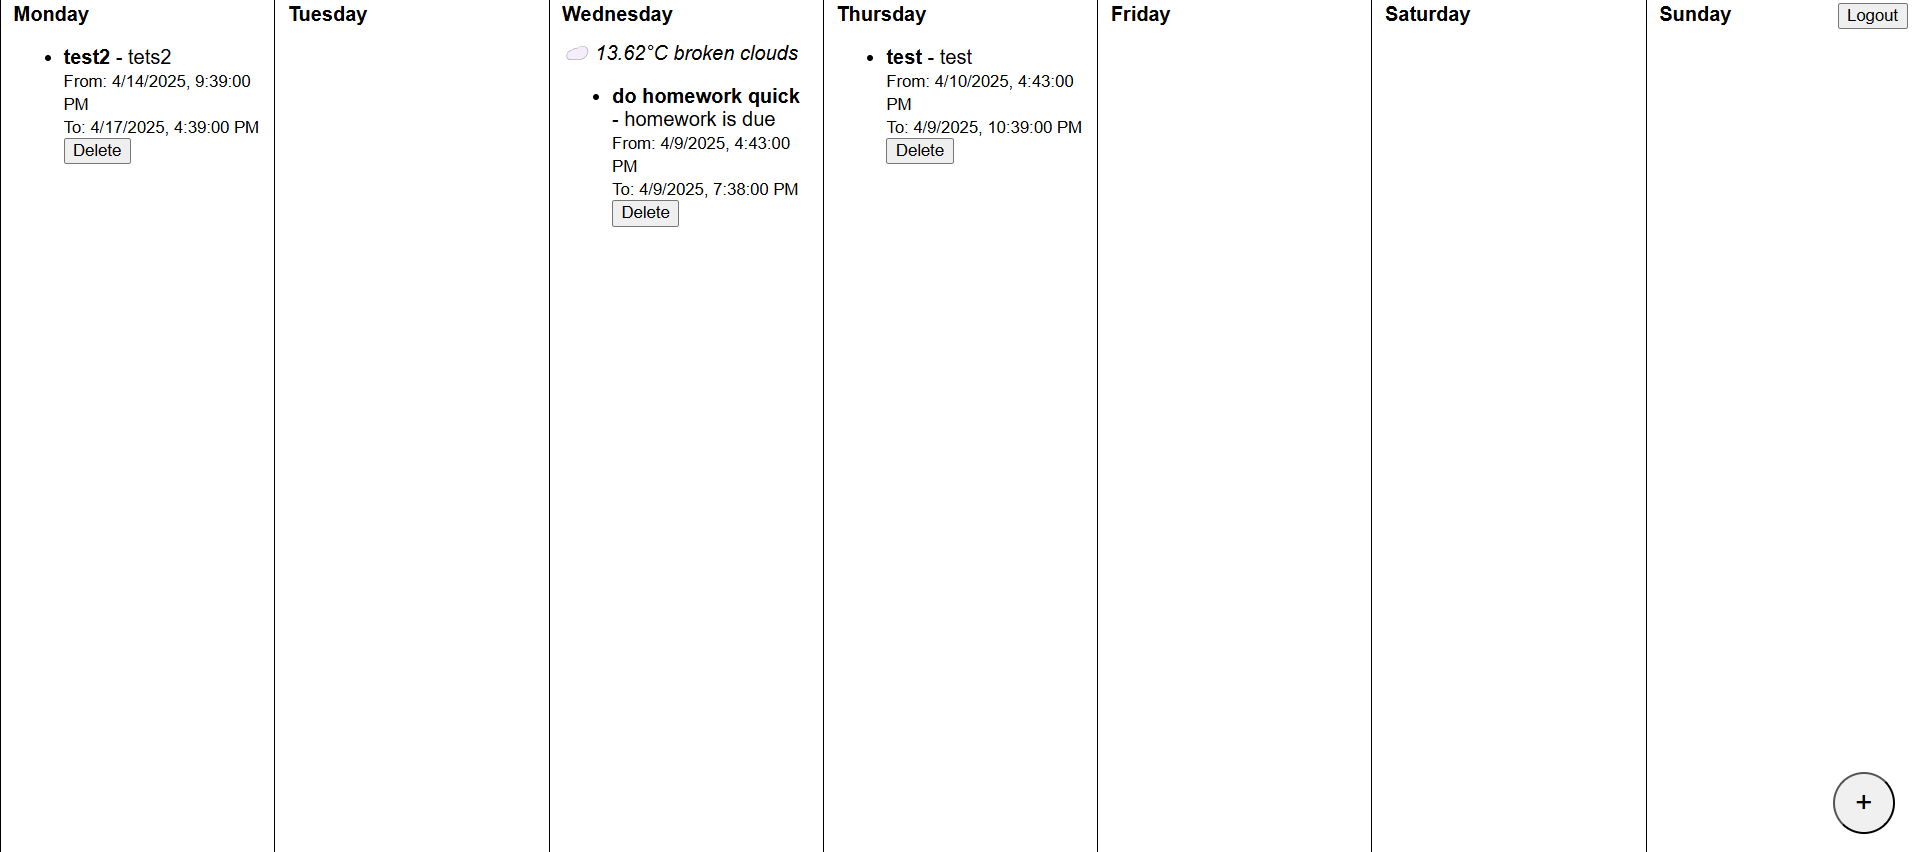 Monday
test2 - tets2
From: 4/14/2025, 9:39:00
PM
To: 4/17/2025, 4:39:00 PM
Delete
Tuesday
Wednesday
13.62°C broken clouds
do homework quick
- homework is due
From: 4/9/2025, 4:43:00
PM
To: 4/9/2025, 7:38:00 PM
Delete
Thursday
test - test
From: 4/10/2025, 4:43:00
PM
To: 4/9/2025, 10:39:00 PM
Delete
Friday
Saturday
Sunday
Logout
+